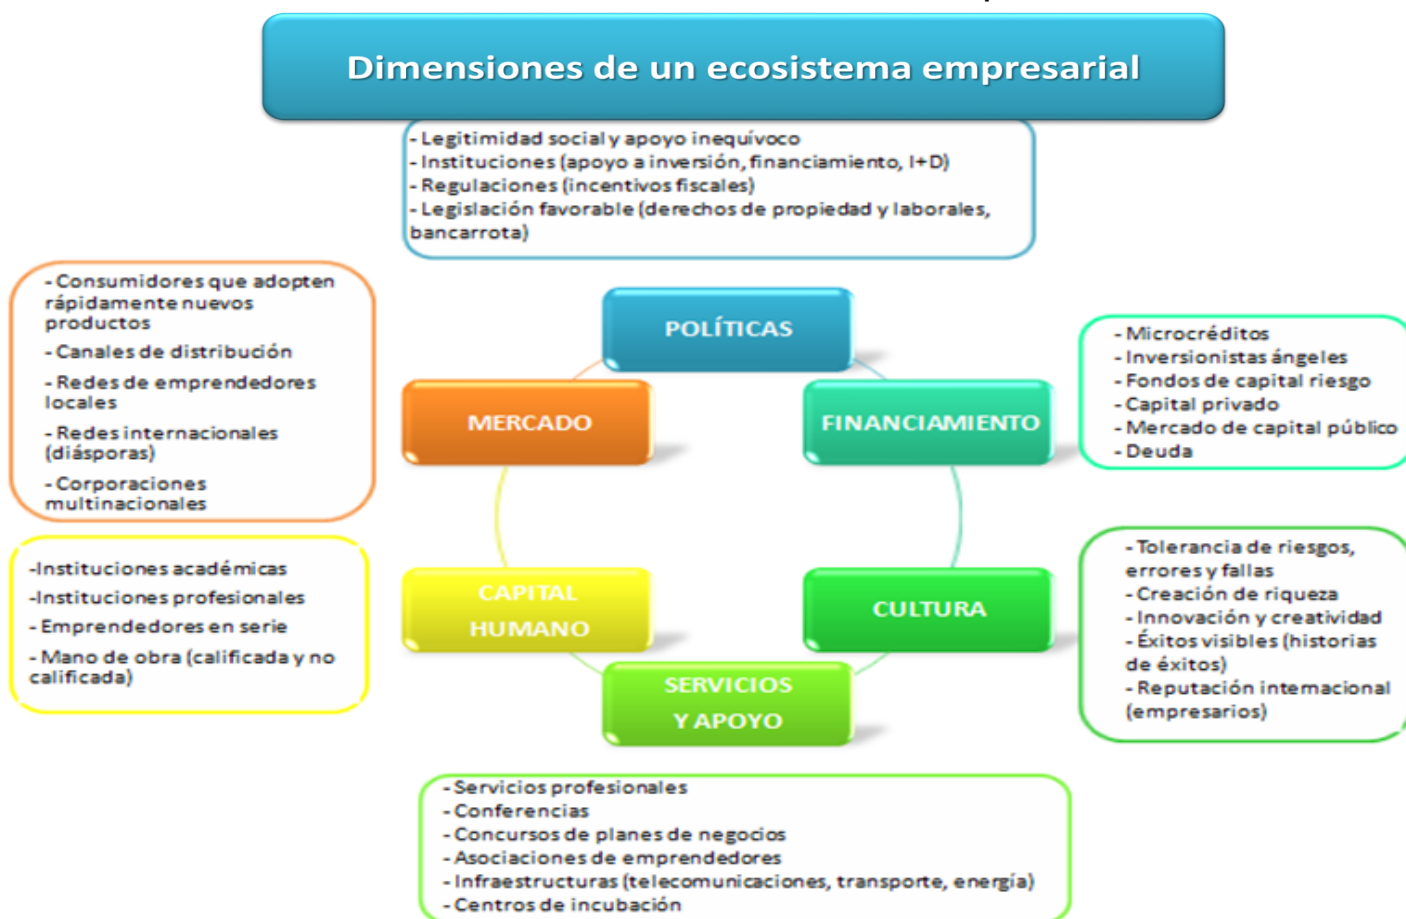 Dimensiones de un ecosistema empresarial
- Legitimidad social y apoyo inequívoco
- Instituciones (apoyo a inversión, financiamiento, I+D)
- Regulaciones (incentivos fiscales)
- Legislación favorable (derechos de propiedad y laborales,
bancarrota)
- Consumidores que adopten
rápidamente nuevos
productos
- Canales de distribución
- Redes de emprendedores
locales
- Redes internacionales
(diásporas)
- Corporaciones
multinacionales
POLÍTICAS
MERCADO
FINANCIAMIENTO
- Microcréditos
- Inversionistas ángeles
- Fondos de capital riesgo
- Capital privado
- Mercado de capital público
- Deuda
-Instituciones académicas
-Instituciones profesionales
- Emprendedores en serie
- Mano de obra (calificada y no
calificada)
CAPITAL
HUMANO
CULTURA
- Tolerancia de riesgos,
errores y fallas
- Creación de riqueza
- Innovación y creatividad
- Éxitos visibles (historias
de éxitos)
- Reputación internacional
(empresarios)
SERVICIOS
Y APOYO
- Servicios profesionales
- Conferencias
- Concursos de planes de negocios
- Asociaciones de emprendedores
- Infraestructuras (telecomunicaciones, transporte, energía)
- Centros de incubación